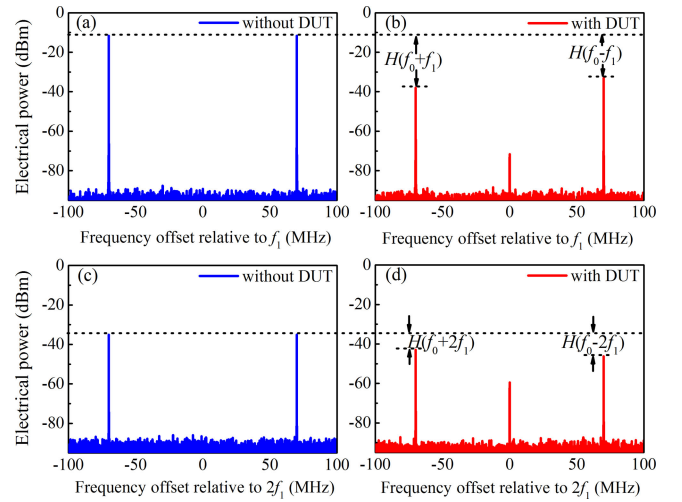 (a) without DUT
(b) with DUT
Electrical power (dBm)
0
-20
-40
-60
-80
H(f0+f1)
H(f0-f1)
-100 -50 0 50 100
-50 0 50 100
Frequency offset relative to f1 (MHz)
Frequency offset relative to f1 (MHz)
(c) without DUT
(d) with DUT
Electrical power (dBm)
0
-20
-40
-60
-80
H(f0+2f1)
H(f0-2f1)
-100 -50 0 50 100
-50 0 50 100
Frequency offset relative to 2f1 (MHz)
Frequency offset relative to 2f1 (MHz)